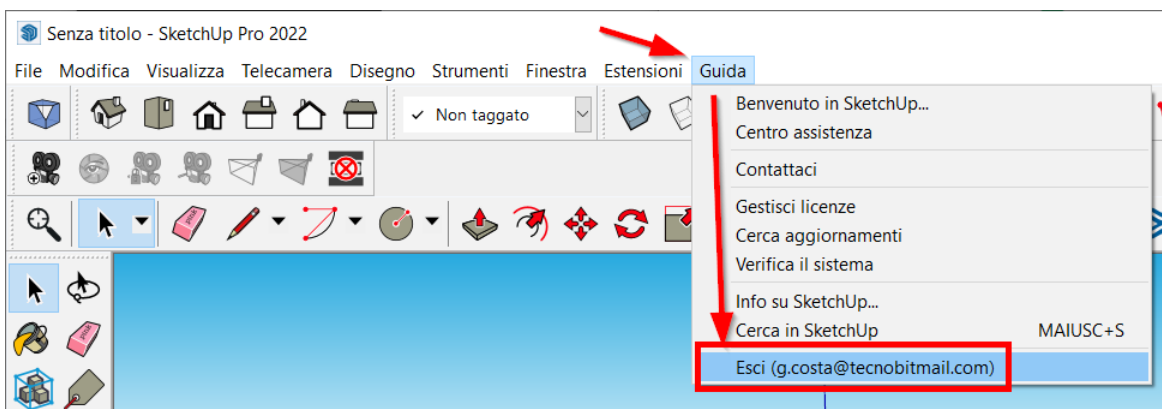 Senza titolo - SketchUp Pro 2022
File Modifica Visualizza Telecamera Disegno Strumenti Finestra Estensioni Guida
Non taggato
Benvenuto in SketchUp...
Centro assistenza
Contattaci
Gestisci licenze
Cerca aggiornamenti
Verifica il sistema
Info su SketchUp...
Cerca in SketchUp MAIUSC+S
Esci (g.costa@tecnobitmail.com)